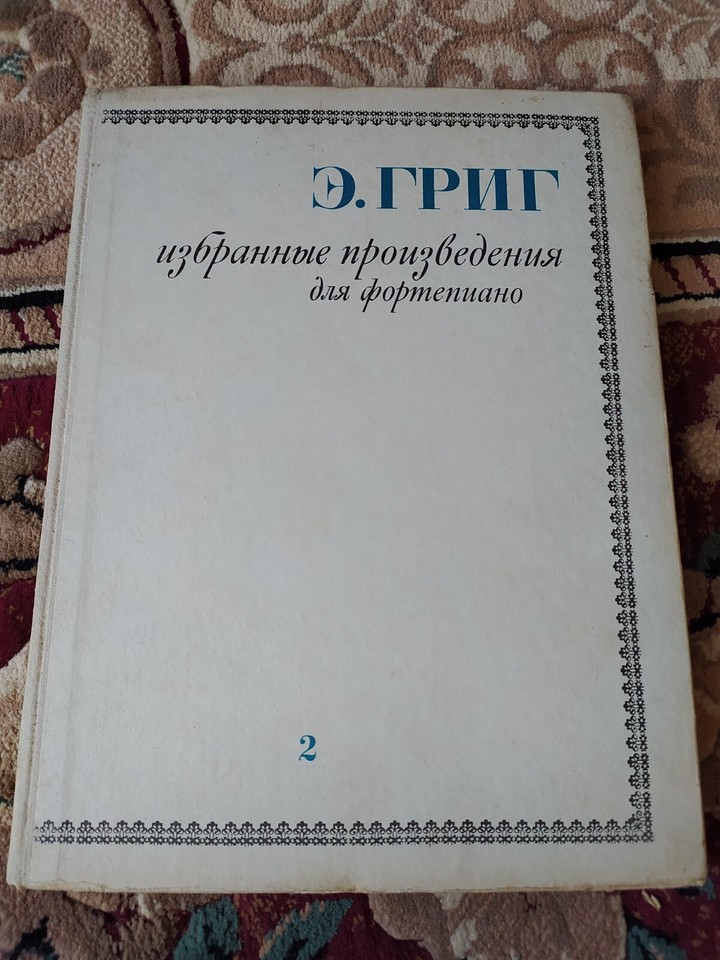 Э.ГРИГ
избранные произведения
для фортепиано
2